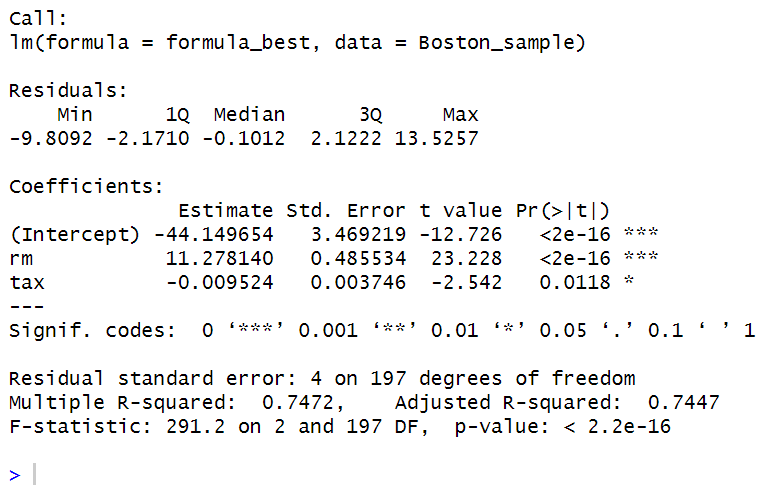 Call:
lm(formula = formula_best, data = Boston_sample)
Residuals:
    Min      1Q  Median      3Q     Max
-9.8092 -2.1710 -0.1012  2.1222 13.5257
Coefficients:
              Estimate Std. Error t value Pr(>|t|)
(Intercept) -44.149654   3.469219 -12.726   <2e-16 ***
rm           11.278140   0.485534  23.228   <2e-16 ***
tax          -0.009524   0.003746  -2.542   0.0118 *
---
Signif. codes:  0 ‘***’ 0.001 ‘**’ 0.01 ‘*’ 0.05 ‘.’ 0.1 ‘ ’ 1
Residual standard error: 4 on 197 degrees of freedom
Multiple R-squared:  0.7472,    Adjusted R-squared:  0.7447
F-statistic: 291.2 on 2 and 197 DF,  p-value: < 2.2e-16
>